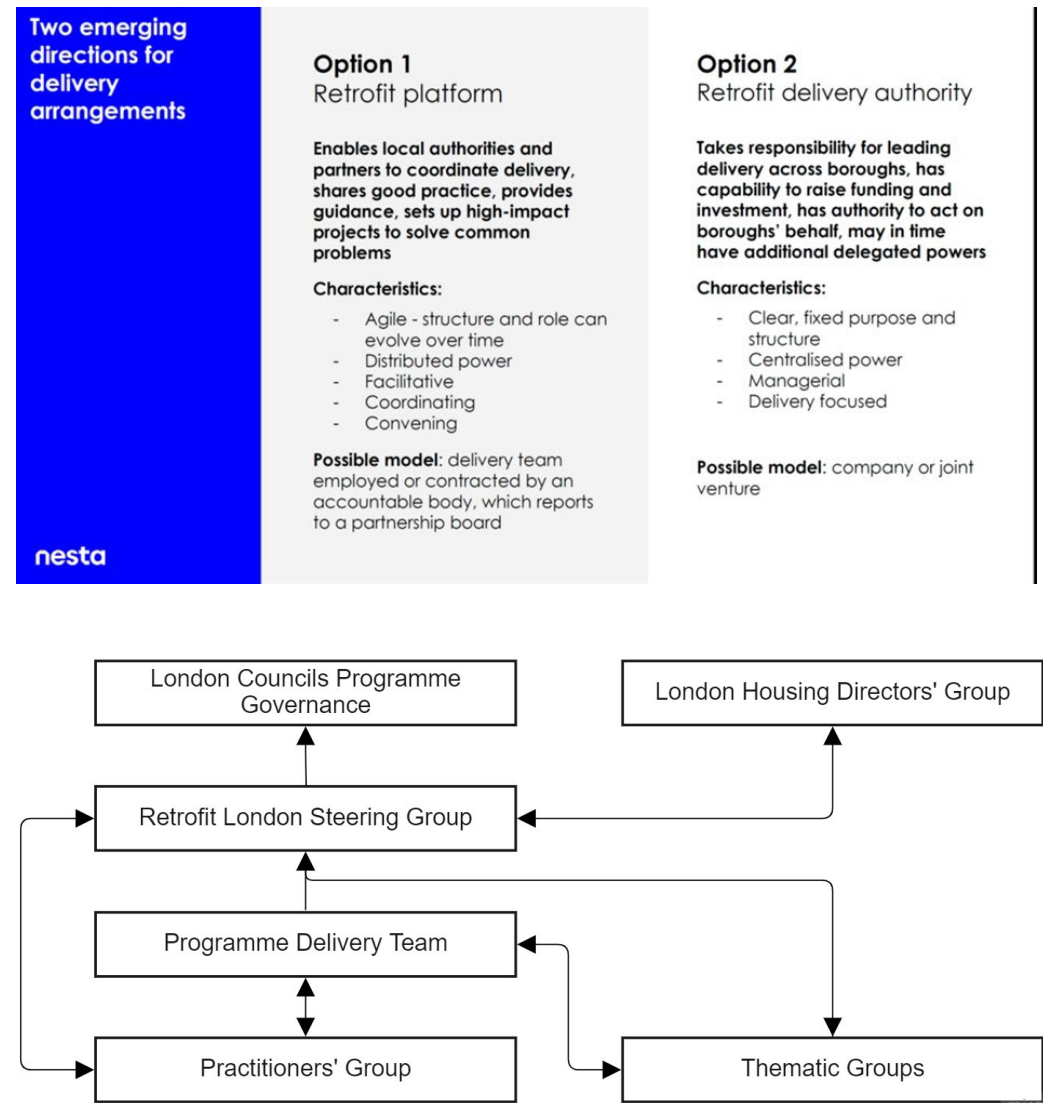 Two emerging
directions for
delivery
arrangements
nesta
Option 1
Retrofit platform
Enables local authorities and
partners to coordinate delivery,
shares good practice, provides
guidance, sets up high-impact
projects to solve common
problems
Characteristics:
- Agile - structure and role can
evolve over time
- Distributed power
- Facilitative
- Coordinating
- Convening
Possible model: delivery team
employed or contracted by an
accountable body, which reports
to a partnership board
Option 2
Retrofit delivery authority
Takes responsibility for leading
delivery across boroughs, has
capability to raise funding and
investment, has authority to act on
boroughs' behalf, may in time
have additional delegated powers
Characteristics:
- Clear, fixed purpose and
structure
- Centralised power
- Managerial
- Delivery focused
Possible model: company or joint
venture
London Councils Programme
Governance
London Housing Directors' Group
Retrofit London Steering Group
Programme Delivery Team
Practitioners' Group
Thematic Groups